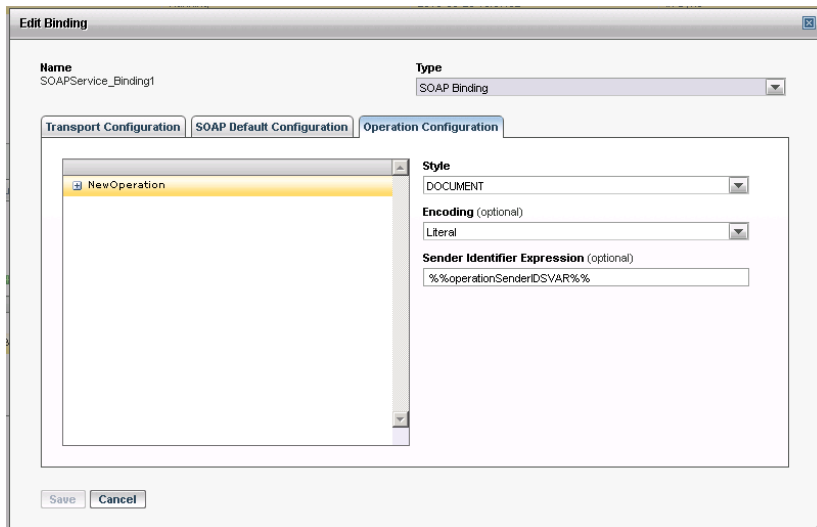 Edit Binding
Name
SOAPService_Binding1
Type
SOAP Binding
Transport Configuration
SOAP Default Configuration
Operation Configuration
NewOperation
Style
DOCUMENT
Encoding (optional)
Literal
Sender Identifier Expression (optional)
%%operationSenderIDSVAR%%
Save
Cancel